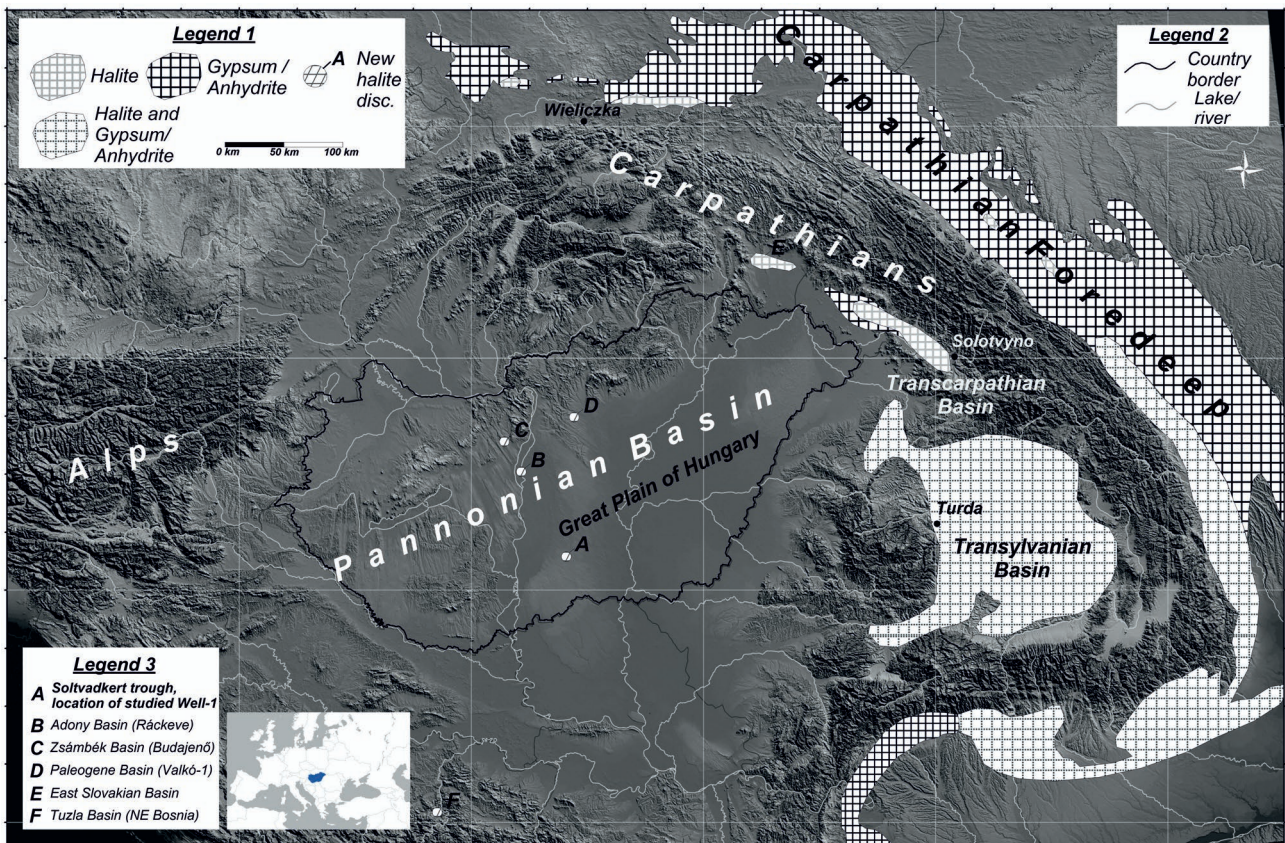 Legend 1
Halite
Gypsum /
Anhydrite
A
New
halite
disc.
Halite and
Gypsum/
Anhydrite
0 km
50 km
100 km
Legend 2
Country
border
Lake/
river
Wieliczka
Carpathian Foredeep
Carpathians
E
Solotvyno
Transcarpathian
Basin
Alps
D
C
B
Pannonian Basin
Great Plain of Hungary
A
Turda
Transylvanian
Basin
Legend 3
A Soltvadkert trough,
location of studied Well-1
B Adony Basin (Ráckeve)
C Zsámbék Basin (Budajenő)
D Paleogene Basin (Valkó-1)
E East Slovakian Basin
F Tuzla Basin (NE Bosnia)
F